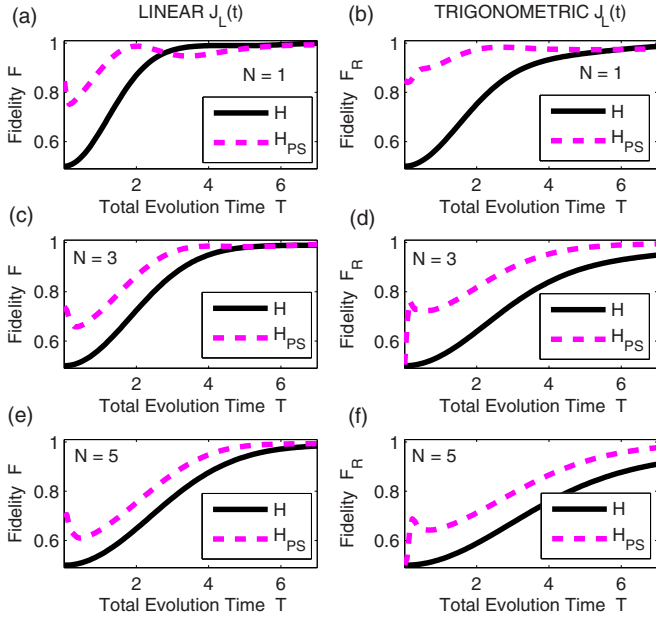 LINEAR J_L(t)
TRIGONOMETRIC J_L(t)
(a)
1
0.8
0.6
Fidelity F
N = 1
H
H_PS
2 4 6
Total Evolution Time T
(b)
1
0.8
0.6
Fidelity F_R
N = 1
H
H_PS
2 4 6
Total Evolution Time T
(c)
1
0.8
0.6
Fidelity F
N = 3
H
H_PS
2 4 6
Total Evolution Time T
(d)
1
0.8
0.6
Fidelity F_R
N = 3
H
H_PS
2 4 6
Total Evolution Time T
(e)
1
0.8
0.6
Fidelity F
N = 5
H
H_PS
2 4 6
Total Evolution Time T
(f)
1
0.8
0.6
Fidelity F_R
N = 5
H
H_PS
2 4 6
Total Evolution Time T